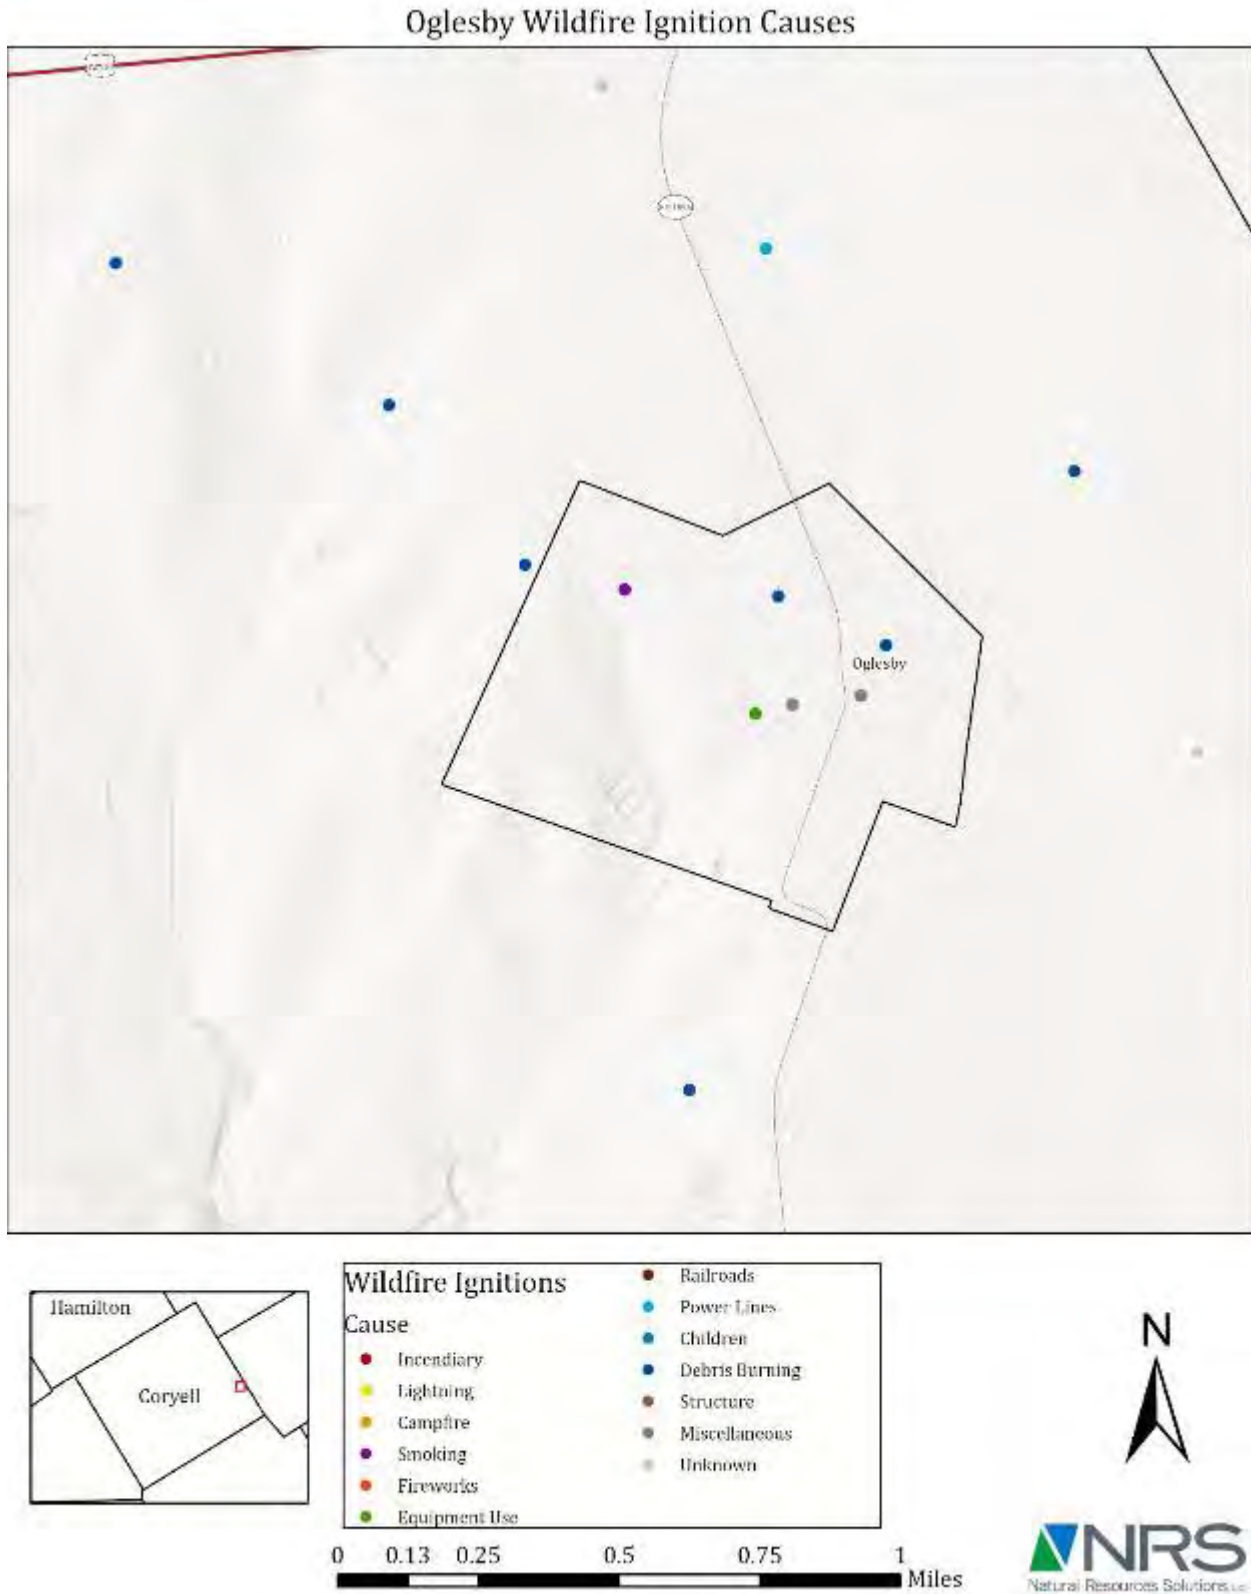 Oglesby Wildfire Ignition Causes
Oglesby
Hamilton
Coryell
Wildfire Ignitions
Cause
Incendiary
Lightning
Campfire
Smoking
Fireworks
Equipment Use
Railroads
Power Lines
Children
Debris Burning
Structure
Miscellaneous
Unknown
0 0.13 0.25 0.5 0.75 1
Miles
N
NRS
Natural Resources Solutions